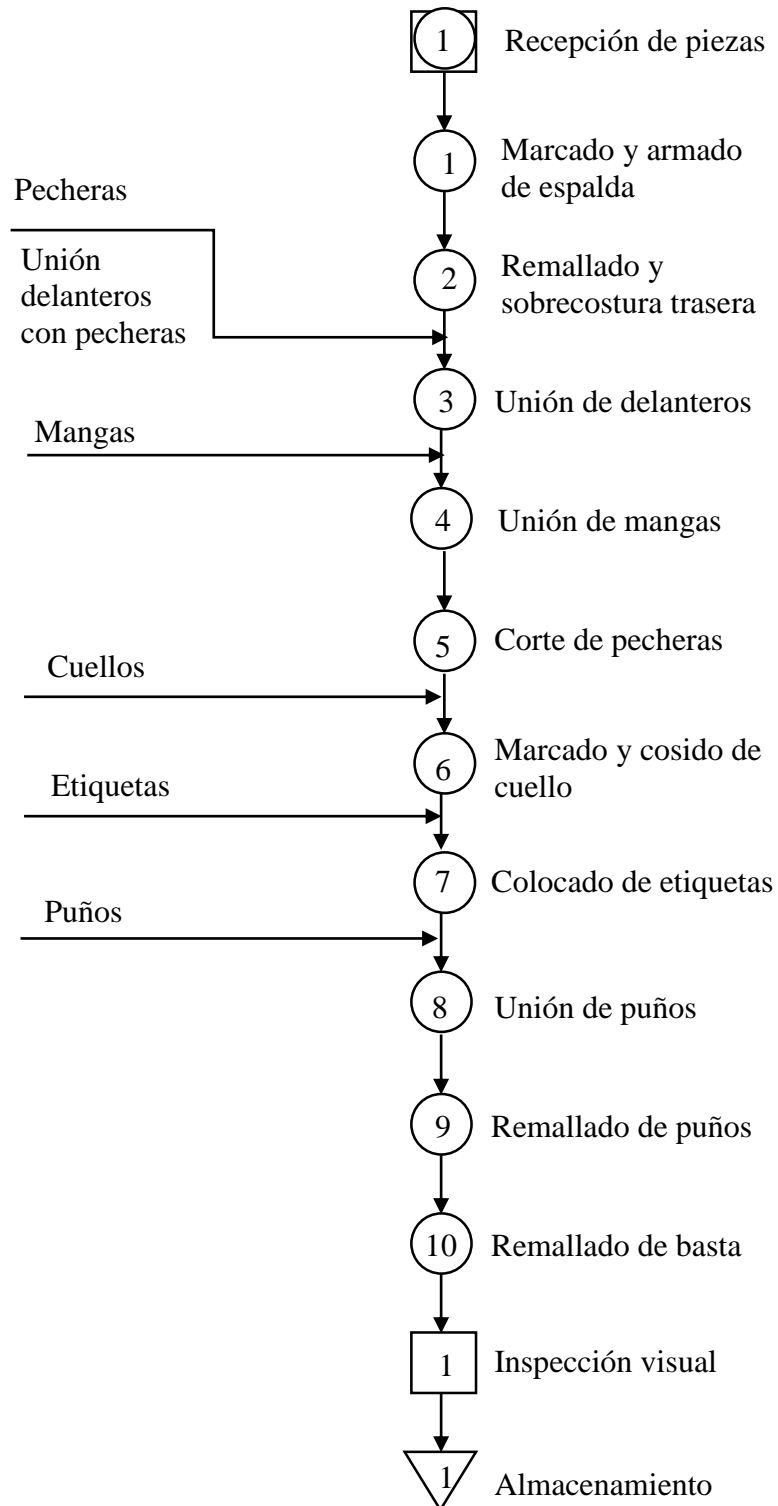 1
Recepción de piezas
1
Marcado y armado
de espalda
Pecheras
Unión
delanteros
con pecheras
2
Remallado y
sobrecostura trasera
3
Unión de delanteros
Mangas
4
Unión de mangas
5
Corte de pecheras
Cuellos
6
Marcado y cosido de
cuello
Etiquetas
7
Colocado de etiquetas
Puños
8
Unión de puños
9
Remallado de puños
10
Remallado de basta
1
Inspección visual
1
Almacenamiento